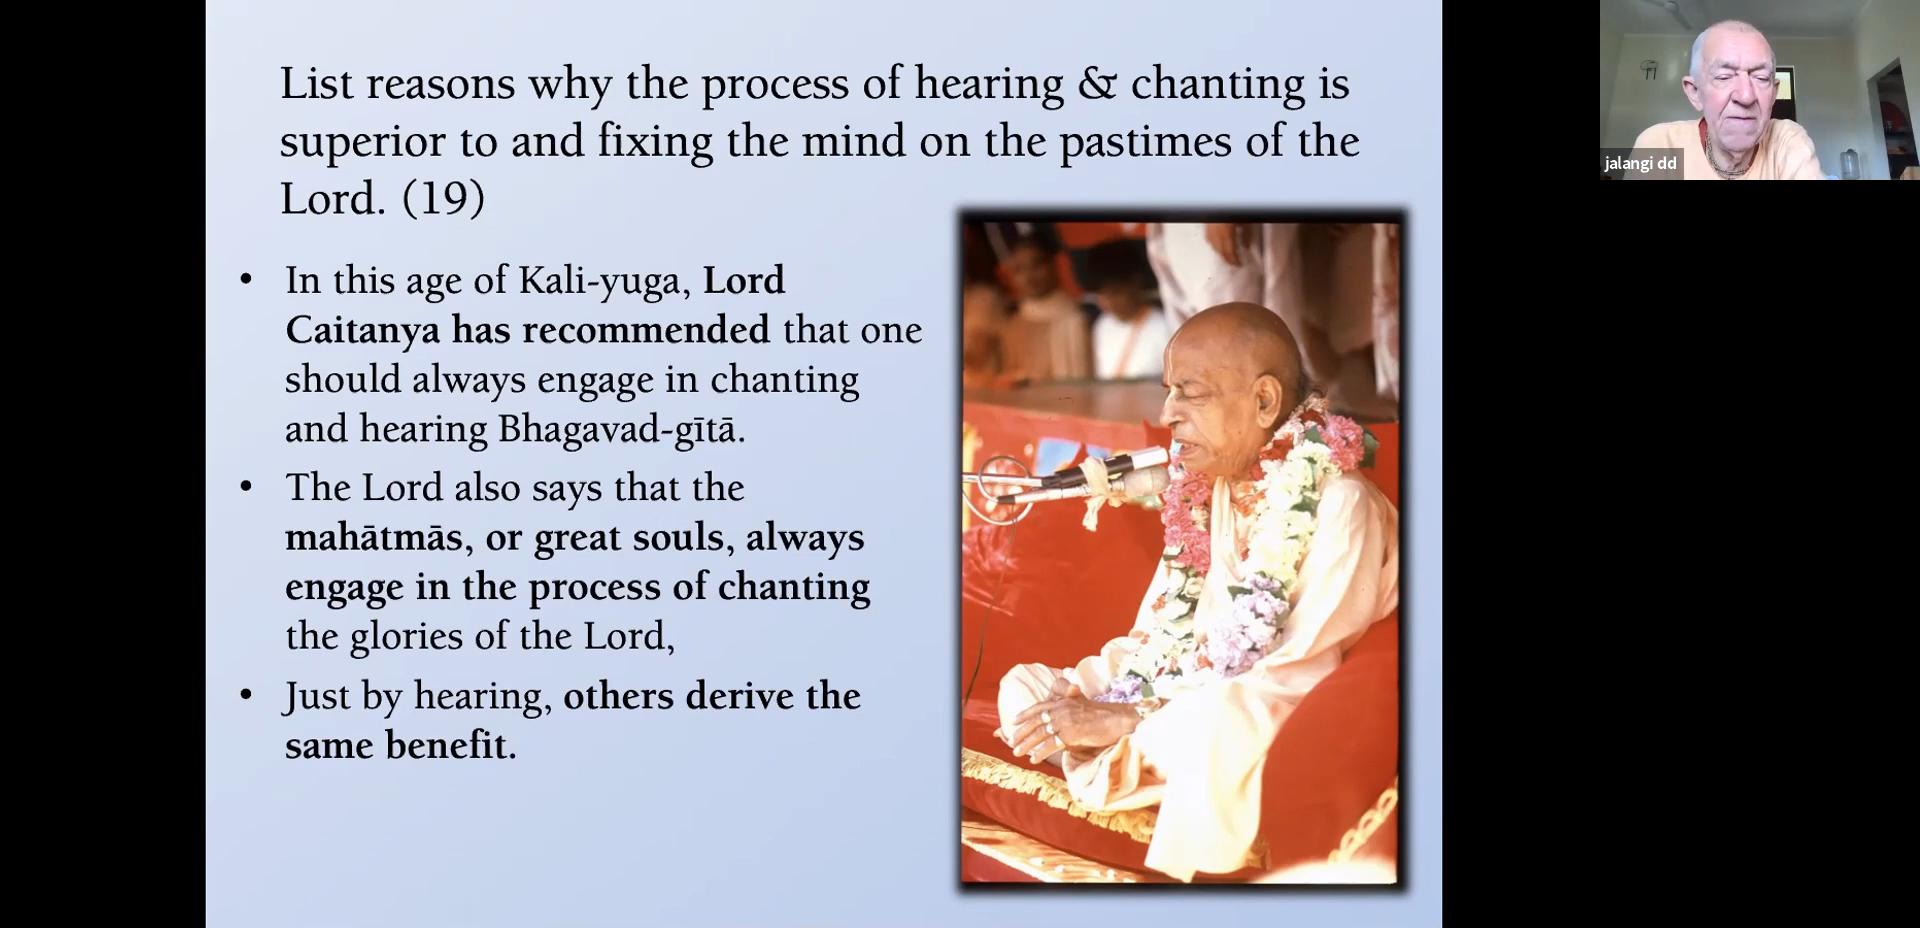 List reasons why the process of hearing & chanting is
superior to and fixing the mind on the pastimes of the
Lord. (19)
• In this age of Kali-yuga, Lord
Caitanya has recommended that one
should always engage in chanting
and hearing Bhagavad-gītā.
• The Lord also says that the
mahātmās, or great souls, always
engage in the process of chanting
the glories of the Lord,
• Just by hearing, others derive the
same benefit.
jalangi dd